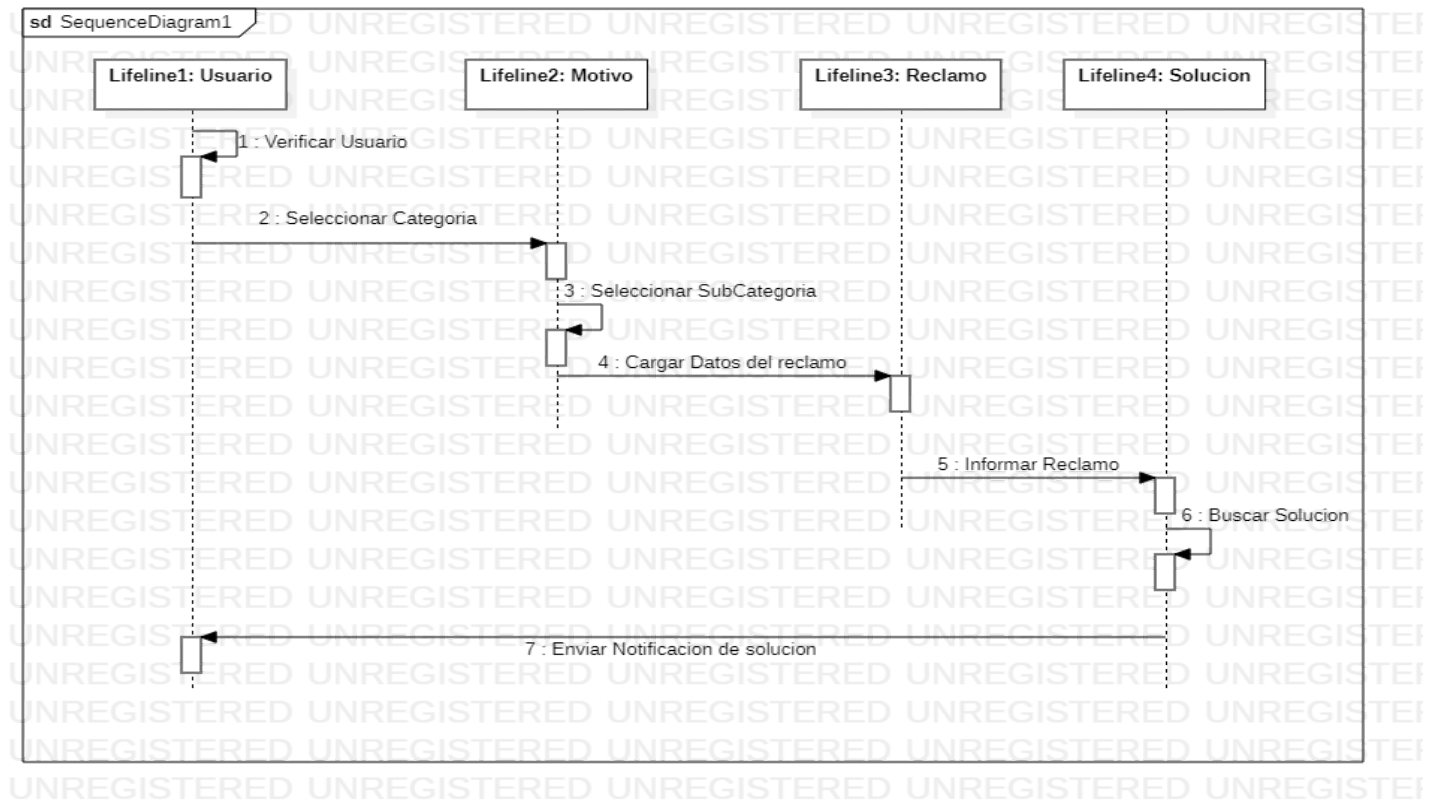 sd SequenceDiagram1
Lifeline1: Usuario
Lifeline2: Motivo
Lifeline3: Reclamo
Lifeline4: Solucion
1 : Verificar Usuario
2 : Seleccionar Categoria
3 : Seleccionar SubCategoria
4 : Cargar Datos del reclamo
5 : Informar Reclamo
6 : Buscar Solucion
7 : Enviar Notificacion de solucion
UNREGISTERED